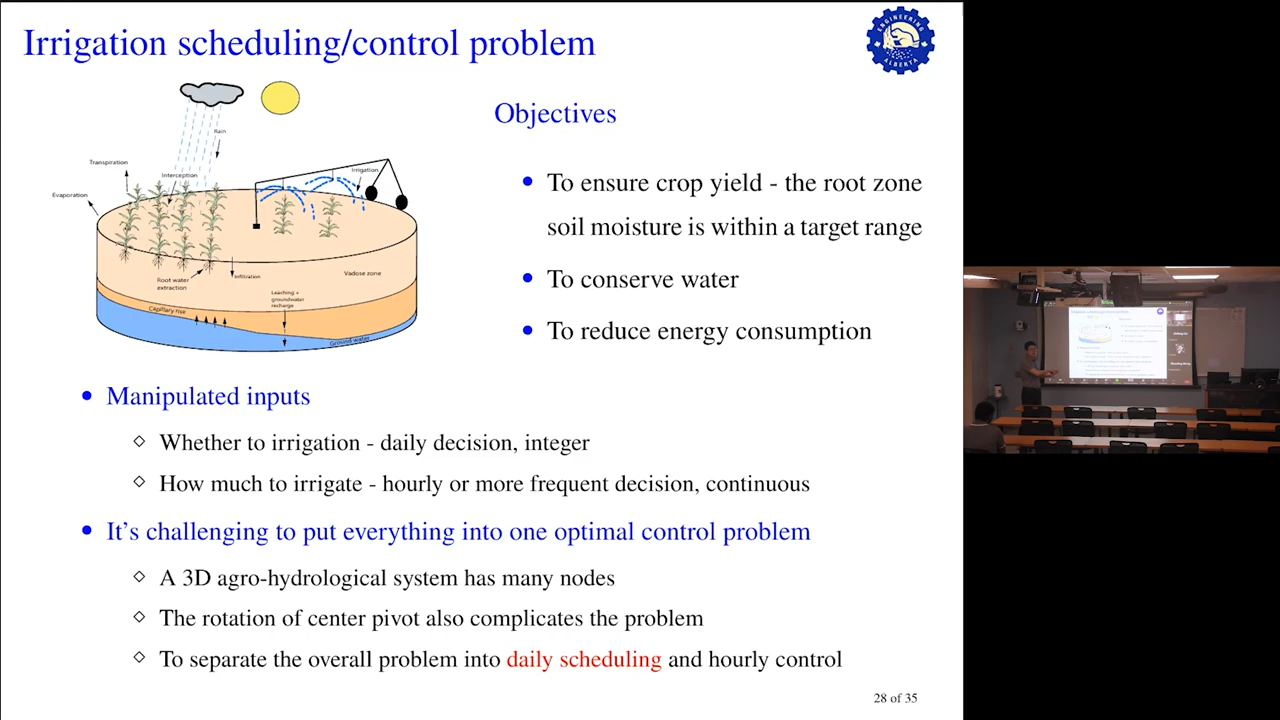 Irrigation scheduling/control problem
ENGINEERING
ALBERTA
Rain
Transpiration
Interception
Irrigation
Evaporation
Root water
extraction
Infiltration
Vadose zone
Leaching +
groundwater
recharge
Capillary rise
Ground water
Objectives
• To ensure crop yield - the root zone
soil moisture is within a target range
• To conserve water
• To reduce energy consumption
• Manipulated inputs
◇ Whether to irrigation - daily decision, integer
◇ How much to irrigate - hourly or more frequent decision, continuous
• It's challenging to put everything into one optimal control problem
◇ A 3D agro-hydrological system has many nodes
◇ The rotation of center pivot also complicates the problem
◇ To separate the overall problem into daily scheduling and hourly control
28 of 35